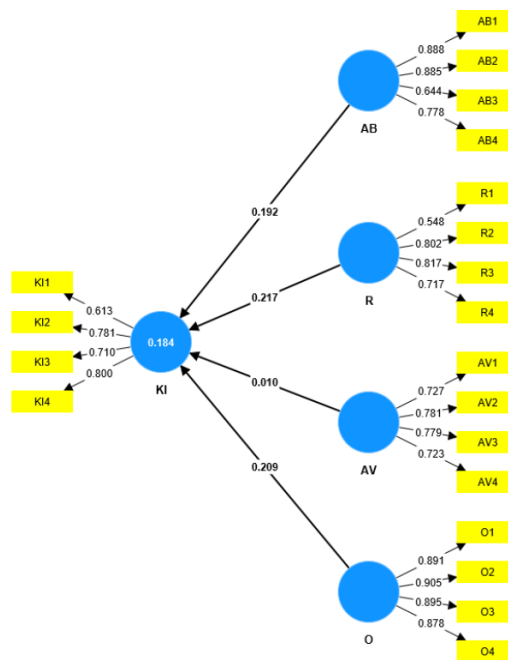 AB1
0.888
AB2
0.885
AB3
0.644
AB4
0.778
AB
0.192
R1
0.548
R2
0.802
R3
0.817
R4
0.717
R
0.217
KI1
0.613
KI2
0.781
KI3
0.710
KI4
0.800
0.184
KI
0.010
AV1
0.727
AV2
0.781
AV3
0.779
AV4
0.723
AV
0.209
O1
0.891
O2
0.905
O3
0.895
O4
0.878
O